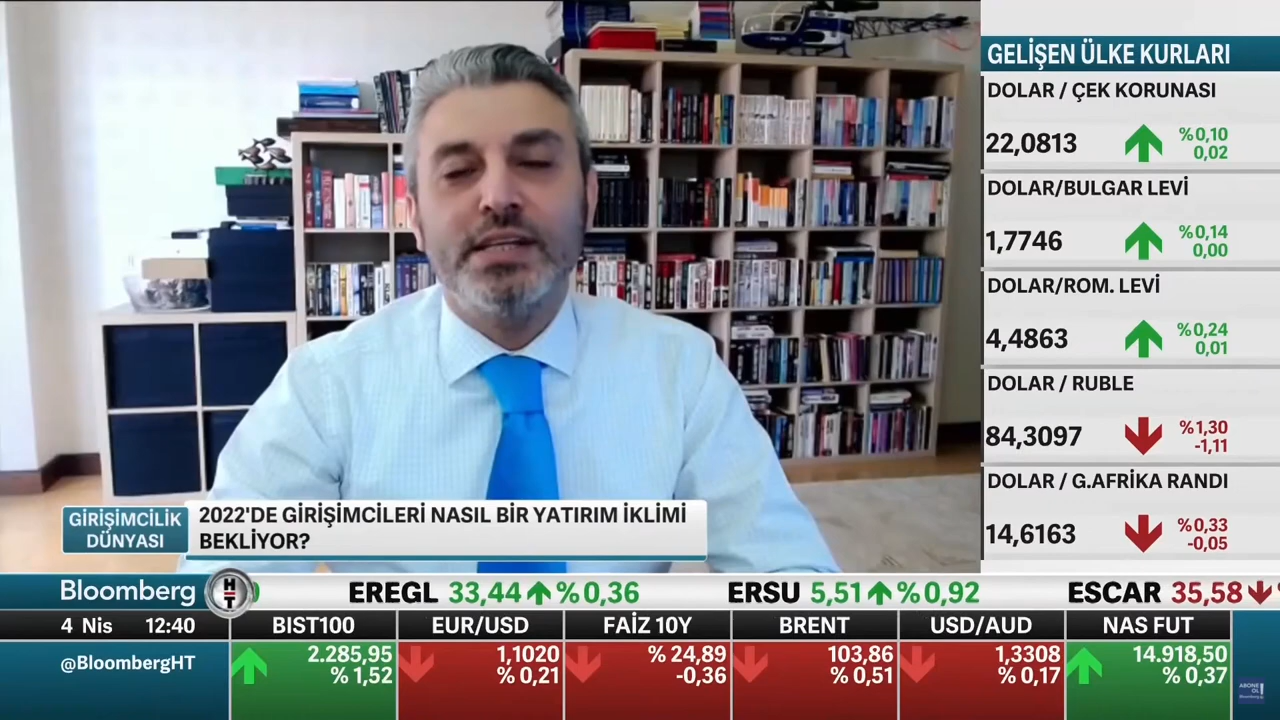 GELİŞEN ÜLKE KURLARI
DOLAR / ÇEK KORUNASI
22,0813 %0,10
0,02
DOLAR/BULGAR LEVİ
1,7746 %0,14
0,00
DOLAR/ROM. LEVİ
4,4863 %0,24
0,01
DOLAR / RUBLE
84,3097 %1,30
-1,11
DOLAR / G.AFRİKA RANDI
14,6163 %0,33
-0,05
GİRİŞİMCİLİK
DÜNYASI
2022'DE GİRİŞİMCİLERİ NASIL BİR YATIRIM İKLİMİ
BEKLİYOR?
Bloomberg HT EREGL 33,44 %0,36 ERSU 5,51 %0,92 ESCAR 35,58 %
4 Nis 12:40 BIST100 EUR/USD FAİZ 10Y BRENT USD/AUD NAS FUT
@BloombergHT 2.285,95 1,1020 % 24,89 103,86 1,3308 14.918,50
% 1,52 % 0,21 -0,36 % 0,51 % 0,17 % 0,37
ABONE
OL!